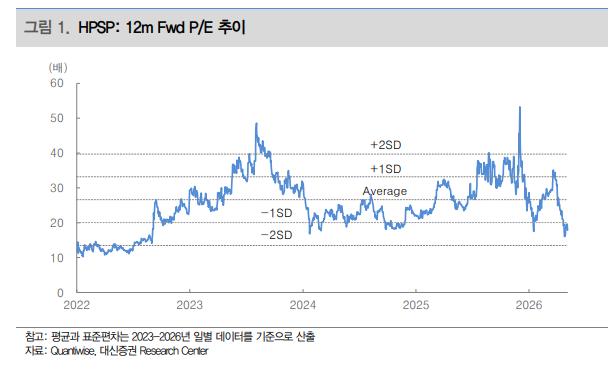 그림 1. HPSP: 12m Fwd P/E 추이
(배)
60
50
40
30
20
10
0
+2SD
+1SD
Average
-1SD
-2SD
2022 2023 2024 2025 2026
참고: 평균과 표준편차는 2023-2026년 일별 데이터를 기준으로 산출
자료: Quantiwise, 대신증권 Research Center